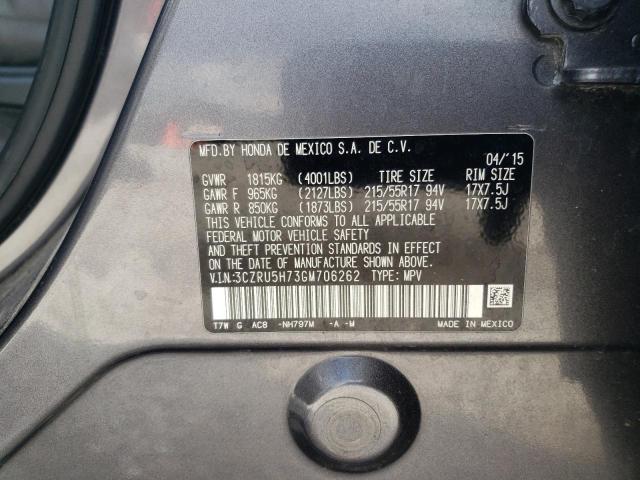 MFD.BY HONDA DE MEXICO S.A. DE C.V.
04/'15
GVWR 1815KG (4001LBS) TIRE SIZE RIM SIZE
GAWR F 965KG (2127LBS) 215/55R17 94V 17X7.5J
GAWR R 850KG (1873LBS) 215/55R17 94V 17X7.5J
THIS VEHICLE CONFORMS TO ALL APPLICABLE
FEDERAL MOTOR VEHICLE SAFETY
AND THEFT PREVENTION STANDARDS IN EFFECT
ON THE DATE OF MANUFACTURE SHOWN ABOVE.
V.I.N.:3CZRU5H73GM706262 TYPE: MPV
T7W G AC8 -NH797M -A -M MADE IN MEXICO